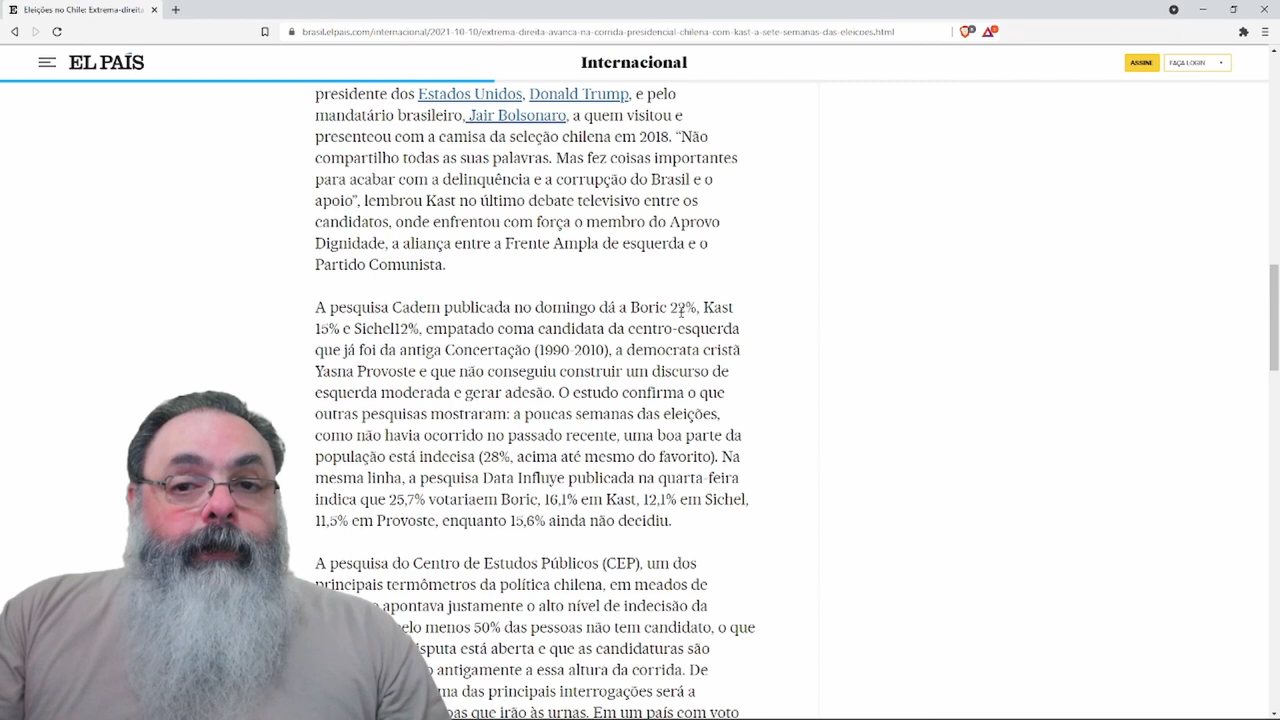 Eleições no Chile: Extrema-direita
brasil.elpais.com/internacional/2021-10-10/extrema-direita-avanca-na-corrida-presidencial-chilena-com-kast-a-sete-semanas-das-eleicoes.html
EL PAÍS
Internacional
ASSINE
FAÇA LOGIN
presidente dos Estados Unidos, Donald Trump, e pelo
mandatário brasileiro, Jair Bolsonaro, a quem visitou e
presenteou com a camisa da seleção chilena em 2018. “Não
compartilho todas as suas palavras. Mas fez coisas importantes
para acabar com a delinquência e a corrupção do Brasil e o
apoio”, lembrou Kast no último debate televisivo entre os
candidatos, onde enfrentou com força o membro do Aprovo
Dignidade, a aliança entre a Frente Ampla de esquerda e o
Partido Comunista.
A pesquisa Cadem publicada no domingo dá a Boric 22%, Kast
15% e Sichel12%, empatado coma candidata da centro-esquerda
que já foi da antiga Concertação (1990-2010), a democrata cristã
Yasna Provoste e que não conseguiu construir um discurso de
esquerda moderada e gerar adesão. O estudo confirma o que
outras pesquisas mostraram: a poucas semanas das eleições,
como não havia ocorrido no passado recente, uma boa parte da
população está indecisa (28%, acima até mesmo do favorito). Na
mesma linha, a pesquisa Data Influye publicada na quarta-feira
indica que 25,7% votariaem Boric, 16,1% em Kast, 12,1% em Sichel,
11,5% em Provoste, enquanto 15,6% ainda não decidiu.
A pesquisa do Centro de Estudos Públicos (CEP), um dos
principais termômetros da política chilena, em meados de
apontava justamente o alto nível de indecisão da
pelo menos 50% das pessoas não tem candidato, o que
disputa está aberta e que as candidaturas são
antigamente a essa altura da corrida. De
uma das principais interrogações será a
que irão às urnas. Em um país com voto